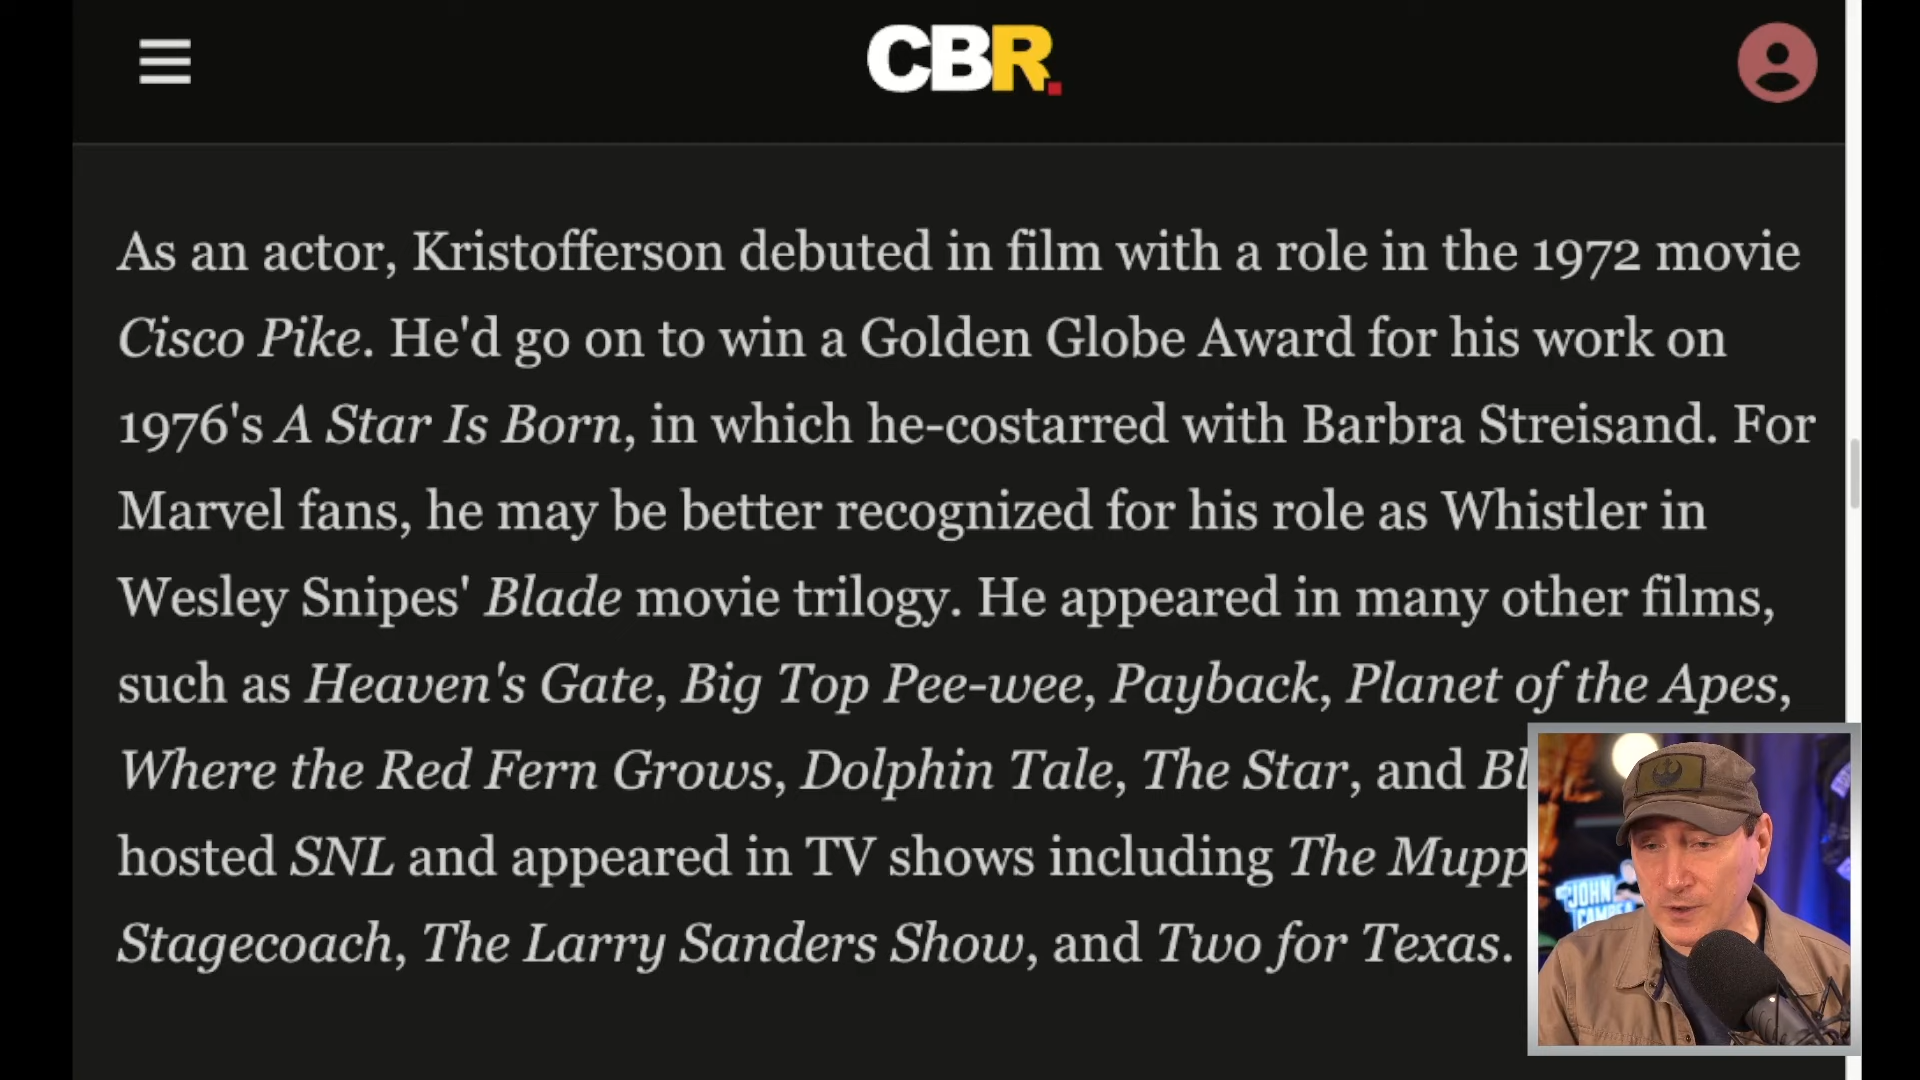 CBR.
As an actor, Kristofferson debuted in film with a role in the 1972 movie
Cisco Pike. He'd go on to win a Golden Globe Award for his work on
1976's A Star Is Born, in which he-costarred with Barbra Streisand. For
Marvel fans, he may be better recognized for his role as Whistler in
Wesley Snipes' Blade movie trilogy. He appeared in many other films,
such as Heaven's Gate, Big Top Pee-wee, Payback, Planet of the Apes,
Where the Red Fern Grows, Dolphin Tale, The Star, and
hosted SNL and appeared in TV shows including The
Stagecoach, The Larry Sanders Show, and Two for Texas.
JOHN
CAMPEA